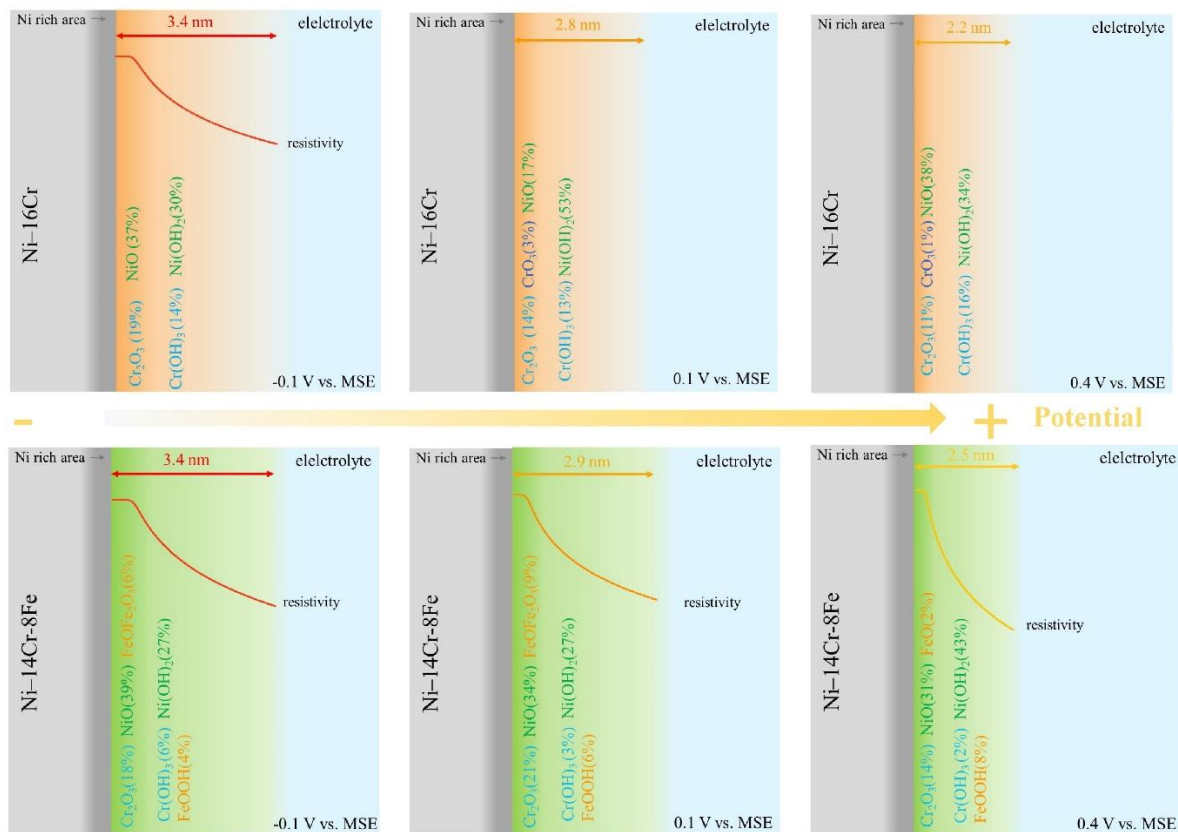 Ni rich area
3.4 nm
elelctrolyte
resistivity
Ni–16Cr
NiO (37%)
Ni(OH)₂(30%)
Cr₂O₃ (19%)
Cr(OH)₃ (14%)
-0.1 V vs. MSE
Ni rich area
2.8 nm
elelctrolyte
Ni–16Cr
Cr₂O₃ (14%) CrO₃(3%) NiO(17%)
Cr(OH)₃ (13%) Ni(OH)₂(53%)
0.1 V vs. MSE
Ni rich area
2.2 nm
elelctrolyte
Ni–16Cr
Cr₂O₃(11%) CrO₃(1%) NiO(38%)
Cr(OH)₃ (16%) Ni(OH)₂(34%)
0.4 V vs. MSE
- + Potential
Ni rich area
3.4 nm
elelctrolyte
resistivity
Ni–14Cr-8Fe
Cr₂O₃(18%) NiO(39%) FeOFe₂O₃(6%)
Cr(OH)₃(6%) Ni(OH)₂(27%)
FeOOH(4%)
-0.1 V vs. MSE
Ni rich area
2.9 nm
elelctrolyte
resistivity
Ni–14Cr-8Fe
Cr₂O₃(21%) NiO(34%) FeOFe₂O₃(9%)
Cr(OH)₃(3%) Ni(OH)₂(27%)
FeOOH(6%)
0.1 V vs. MSE
Ni rich area
2.5 nm
elelctrolyte
resistivity
Ni–14Cr-8Fe
Cr₂O₃(14%) NiO(31%) FeO(2%)
Cr(OH)₃(2%) Ni(OH)₂(43%)
FeOOH(8%)
0.4 V vs. MSE